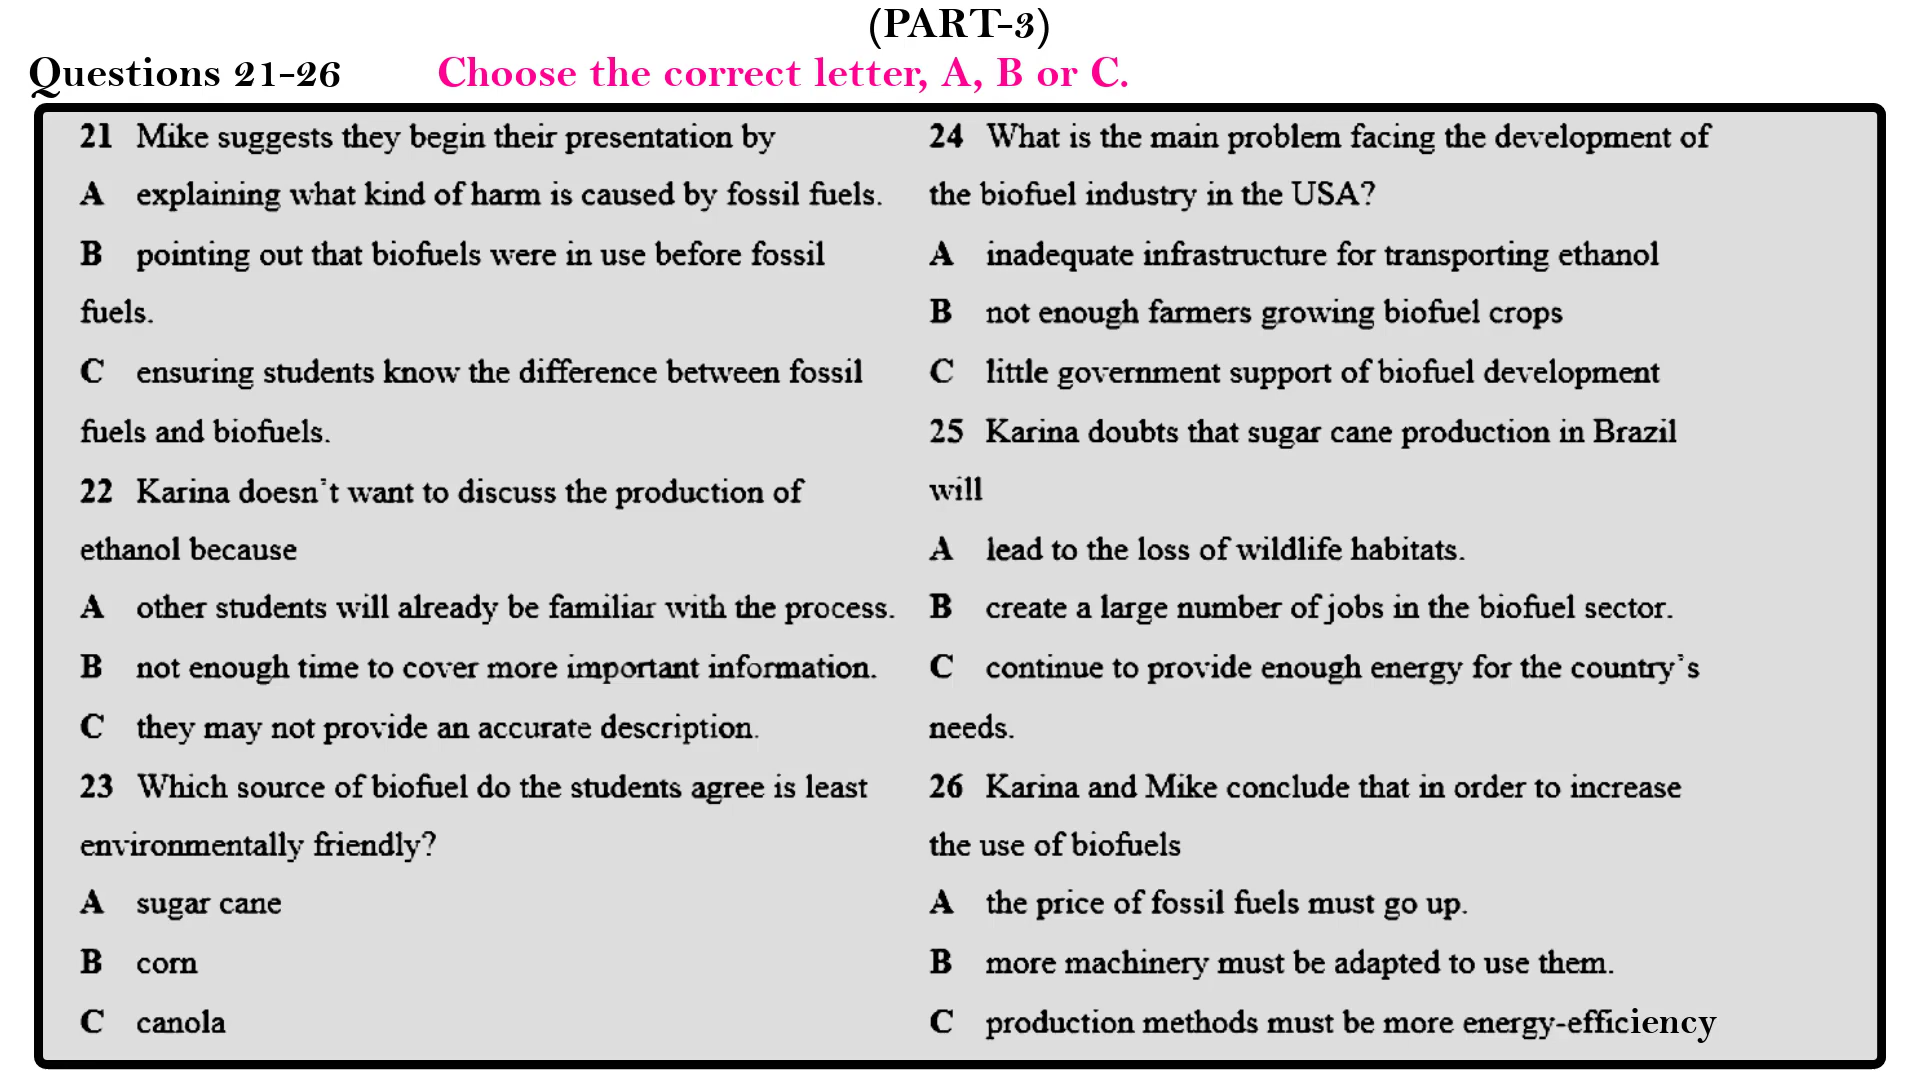 (PART-3)
Questions 21-26 Choose the correct letter, A, B or C.
21 Mike suggests they begin their presentation by
A explaining what kind of harm is caused by fossil fuels.
B pointing out that biofuels were in use before fossil
fuels.
C ensuring students know the difference between fossil
fuels and biofuels.
22 Karina doesn't want to discuss the production of
ethanol because
A other students will already be familiar with the process.
B not enough time to cover more important information.
C they may not provide an accurate description.
23 Which source of biofuel do the students agree is least
environmentally friendly?
A sugar cane
B corn
C canola
24 What is the main problem facing the development of
the biofuel industry in the USA?
A inadequate infrastructure for transporting ethanol
B not enough farmers growing biofuel crops
C little government support of biofuel development
25 Karina doubts that sugar cane production in Brazil
will
A lead to the loss of wildlife habitats.
B create a large number of jobs in the biofuel sector.
C continue to provide enough energy for the country's
needs.
26 Karina and Mike conclude that in order to increase
the use of biofuels
A the price of fossil fuels must go up.
B more machinery must be adapted to use them.
C production methods must be more energy-efficiency